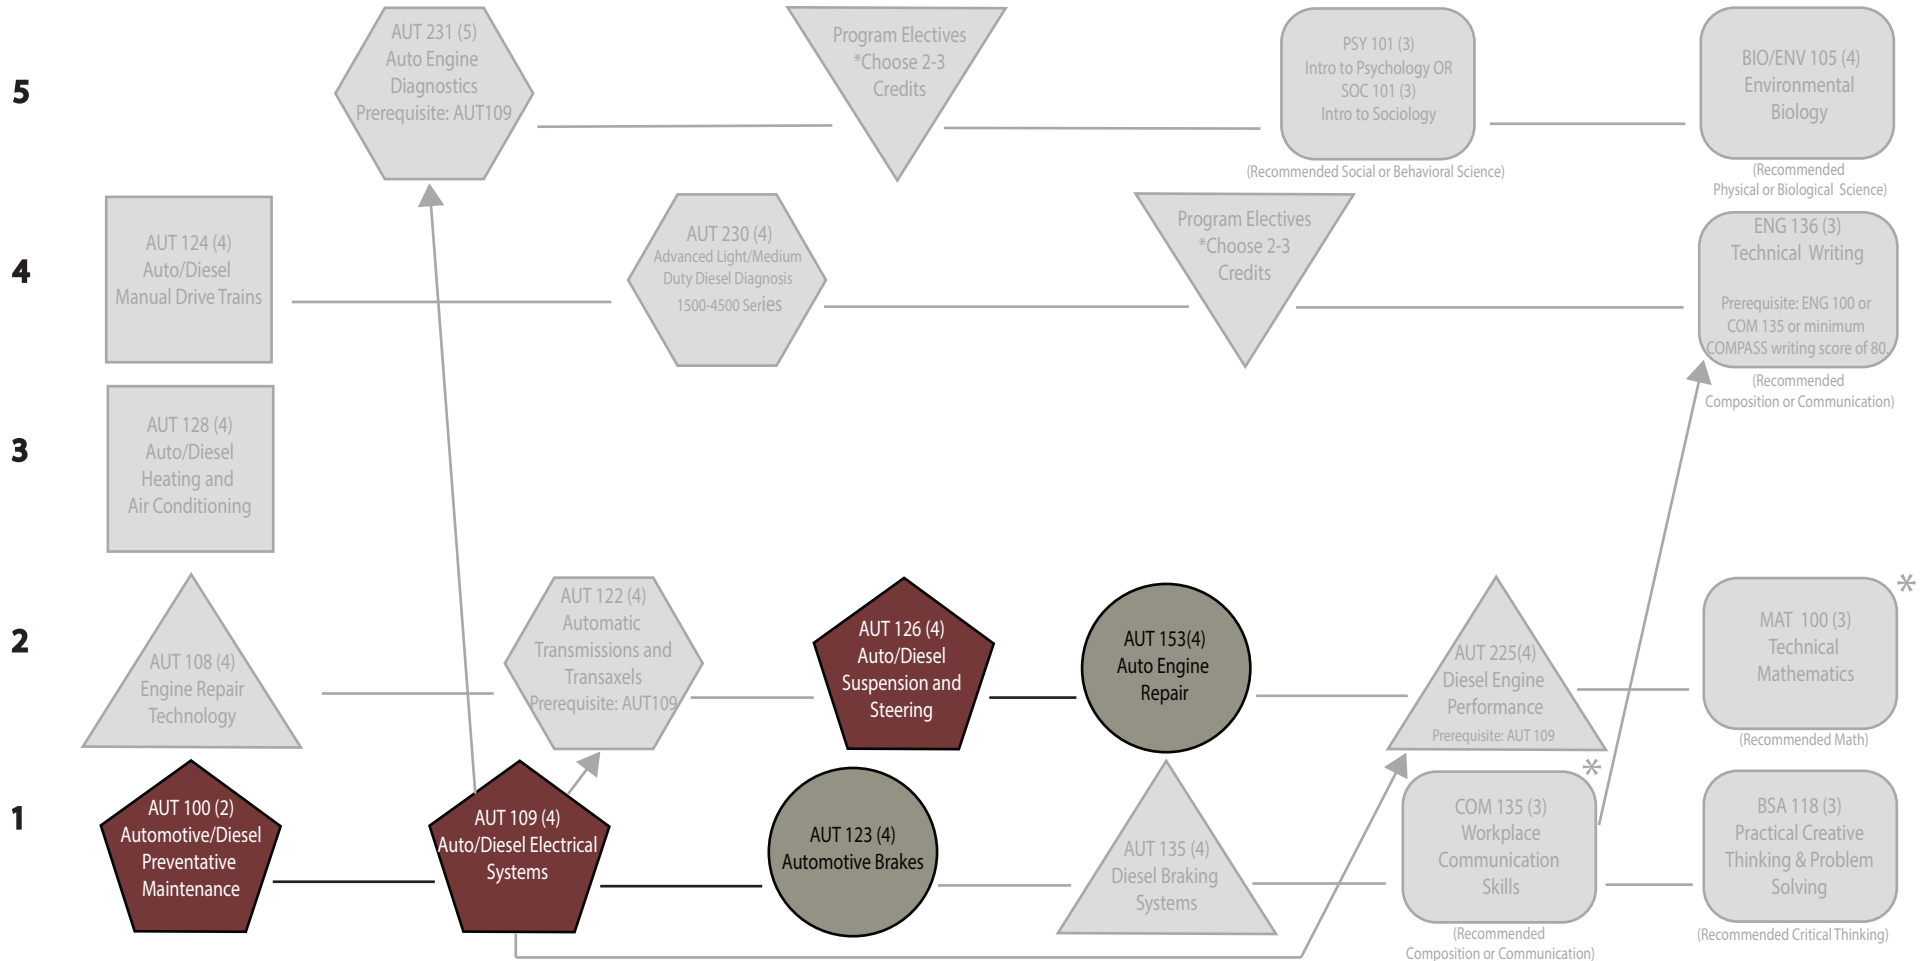 5
AUT 231 (5)
Auto Engine
Diagnostics
Prerequisite: AUT109
Program Electives
*Choose 2-3
Credits
PSY 101 (3)
Intro to Psychology OR
SOC 101 (3)
Intro to Sociology
(Recommended Social or Behavioral Science)
BIO/ENV 105 (4)
Environmental
Biology
(Recommended
Physical or Biological Science)
4
AUT 124 (4)
Auto/Diesel
Manual Drive Trains
AUT 230 (4)
Advanced Light/Medium
Duty Diesel Diagnosis
1500-4500 Series
Program Electives
*Choose 2-3
Credits
ENG 136 (3)
Technical Writing
Prerequisite: ENG 100 or
COM 135 or minimum
COMPASS writing score of 80.
(Recommended
Composition or Communication)
3
AUT 128 (4)
Auto/Diesel
Heating and
Air Conditioning
2
AUT 108 (4)
Engine Repair
Technology
AUT 122 (4)
Automatic
Transmissions and
Transaxels
Prerequisite: AUT109
AUT 126 (4)
Auto/Diesel
Suspension and
Steering
AUT 153(4)
Auto Engine
Repair
AUT 225(4)
Diesel Engine
Performance
Prerequisite: AUT 109
*
MAT 100 (3)
Technical
Mathematics
(Recommended Math)
1
AUT 100 (2)
Automotive/Diesel
Preventative
Maintenance
AUT 109 (4)
Auto/Diesel Electrical
Systems
AUT 123 (4)
Automotive Brakes
AUT 135 (4)
Diesel Braking
Systems
*
COM 135 (3)
Workplace
Communication
Skills
(Recommended
Composition or Communication)
BSA 118 (3)
Practical Creative
Thinking & Problem
Solving
(Recommended Critical Thinking)